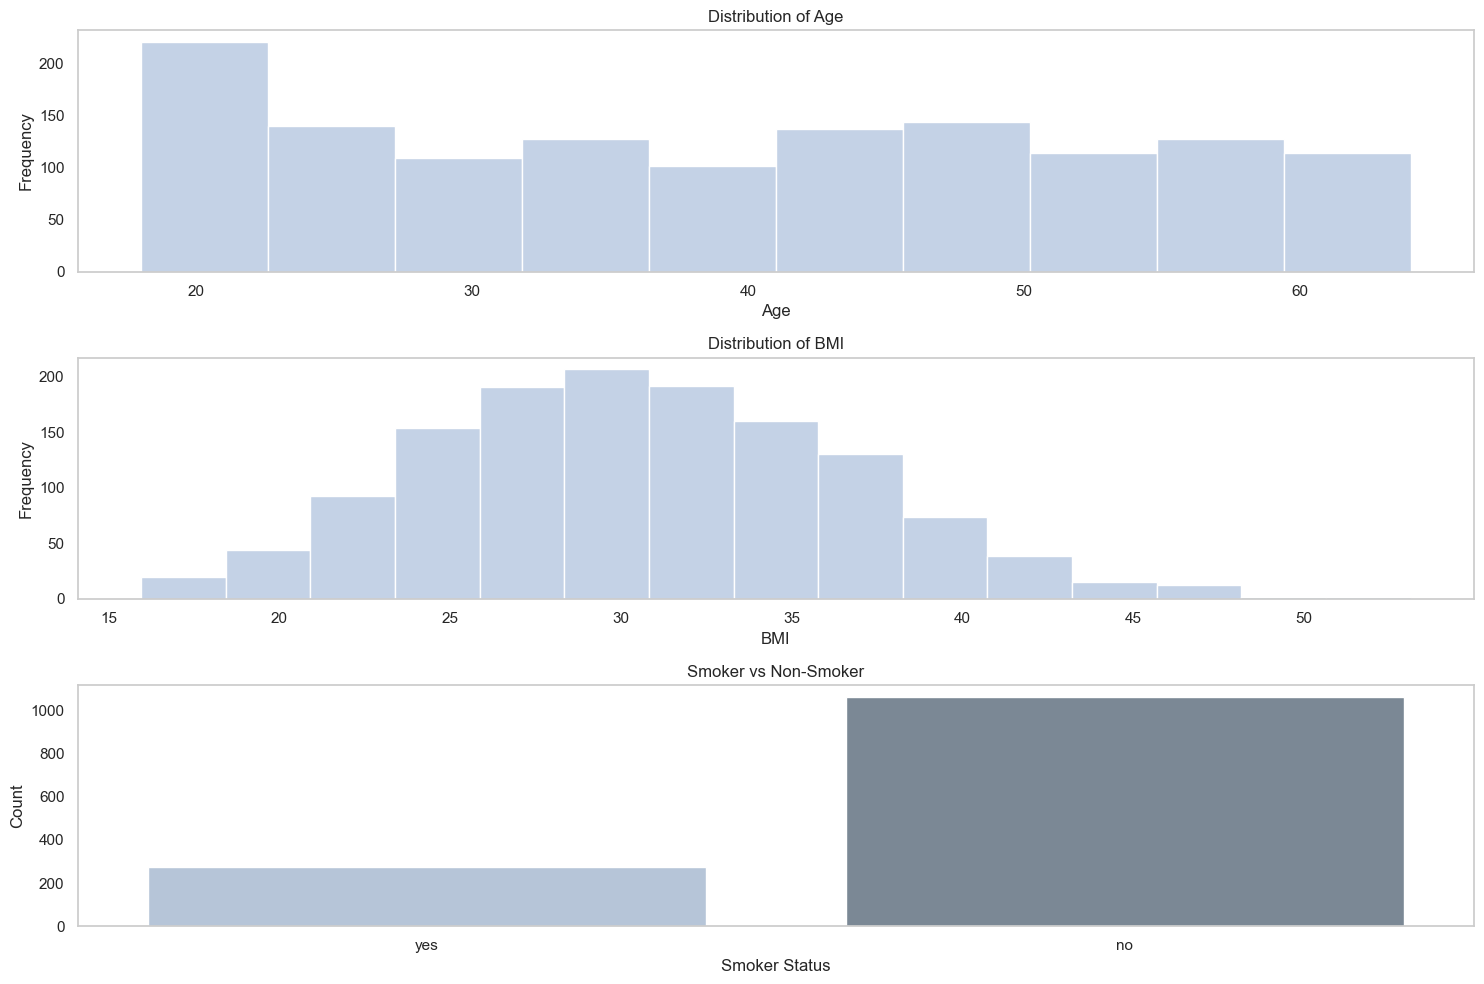 Distribution of Age
Frequency
200
150
100
50
0
20 30 40 50 60
Age
Distribution of BMI
Frequency
200
150
100
50
0
15 20 25 30 35 40 45 50
BMI
Smoker vs Non-Smoker
Count
1000
800
600
400
200
0
yes no
Smoker Status